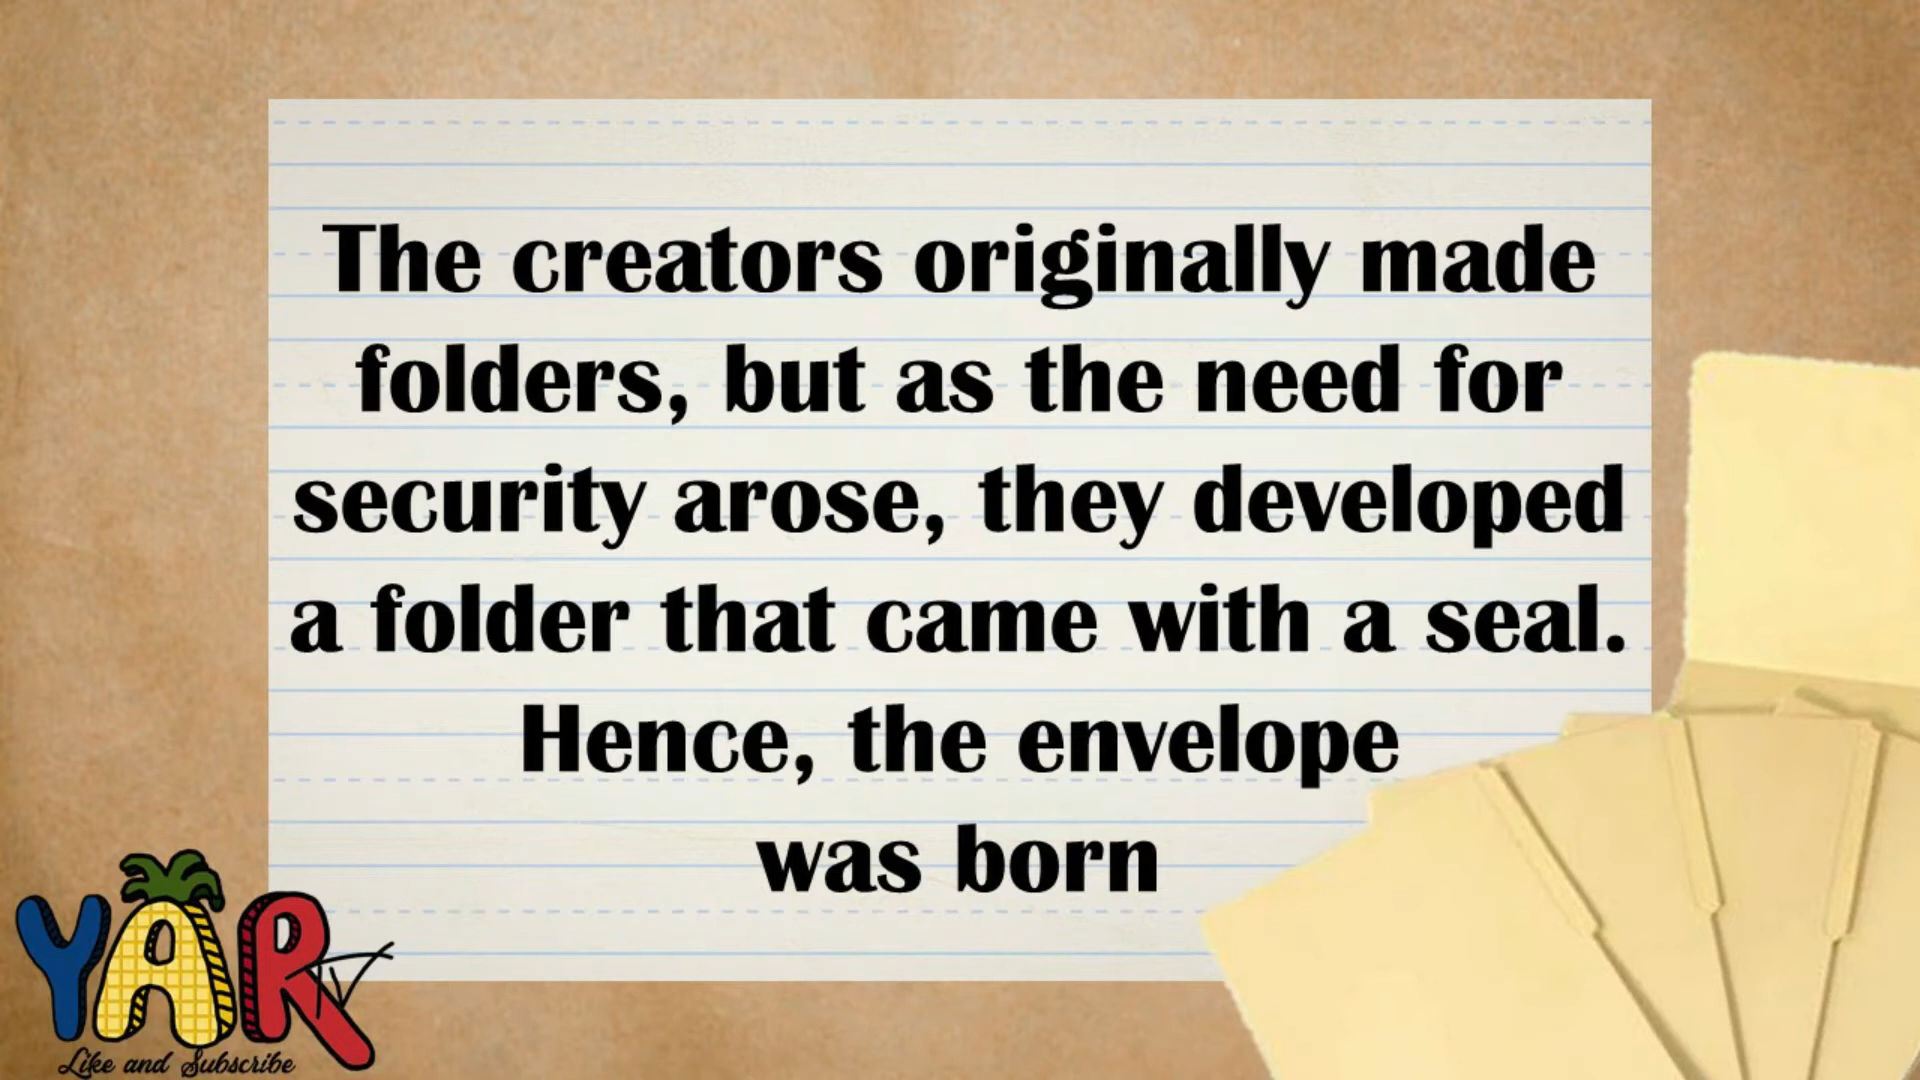 The creators originally made
folders, but as the need for
security arose, they developed
a folder that came with a seal.
Hence, the envelope
was born
YAR
TV
Like and Subscribe